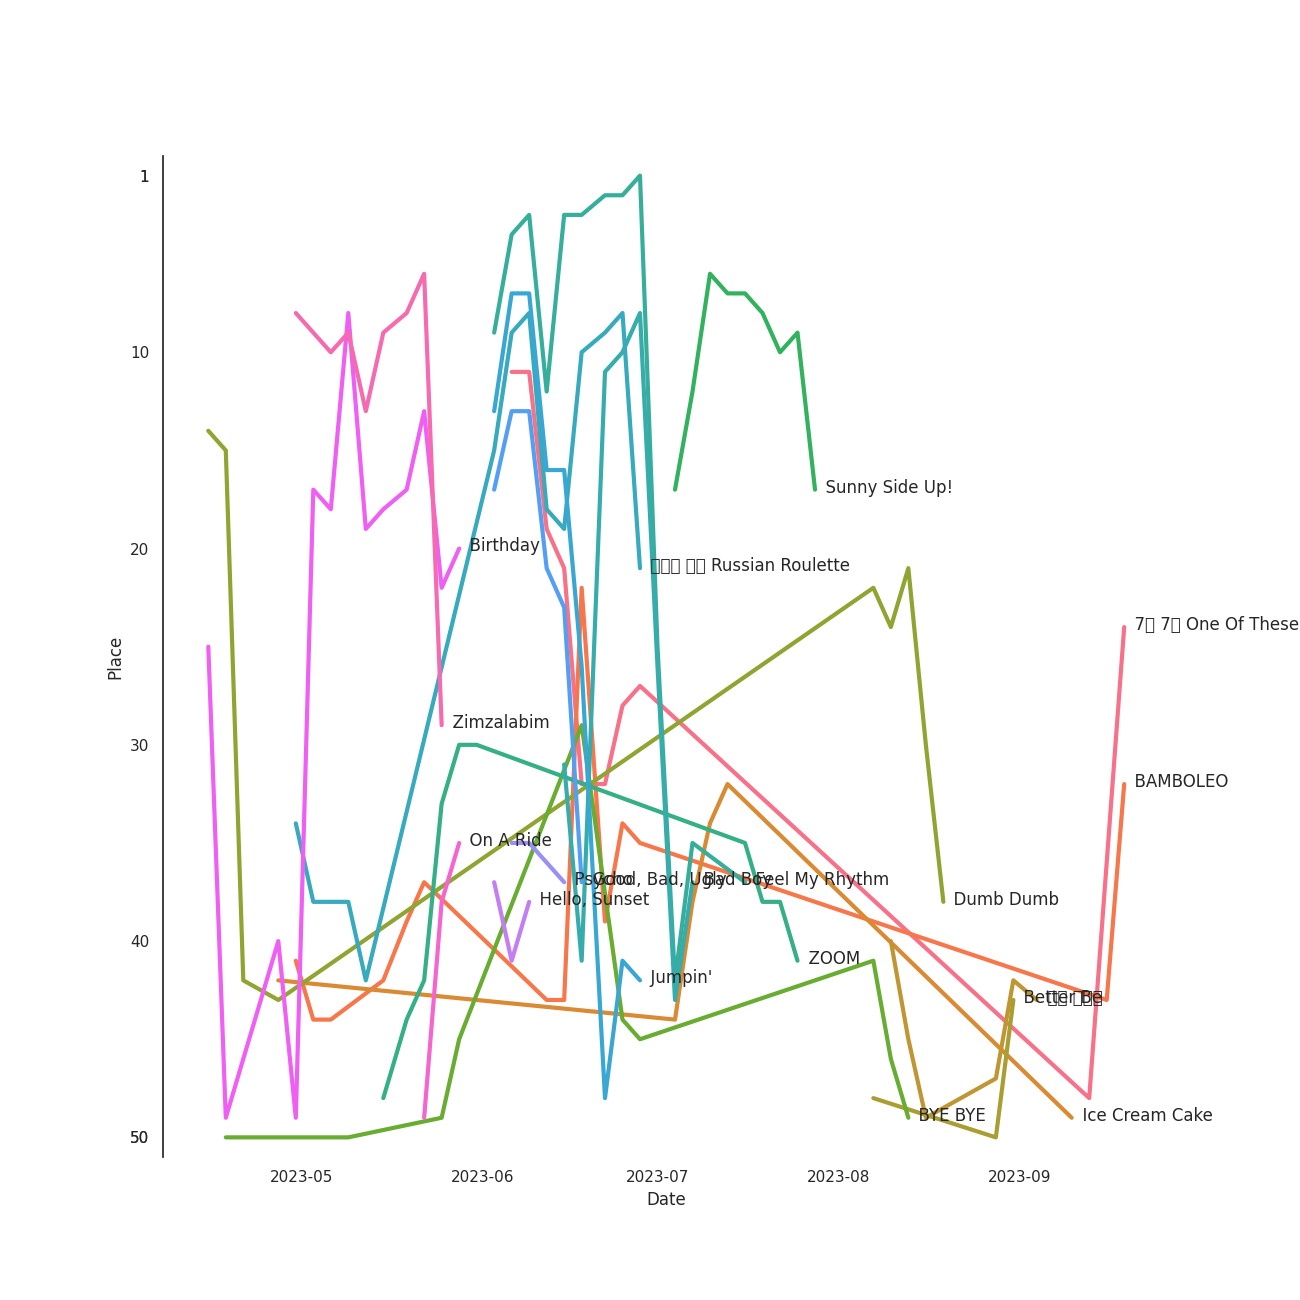 1
10
20
30
40
50
Place
2023-05
2023-06
2023-07
2023-08
2023-09
Date
Sunny Side Up!
Birthday
Russian Roulette
7 7 One Of These
Zimzalabim
BAMBOLEO
On A Ride
Psycho
Good, Bad, Ugly
Bad Boy
Feel My Rhythm
Hello, Sunset
Dumb Dumb
ZOOM
Jumpin'
Better Be
BYE BYE
Ice Cream Cake